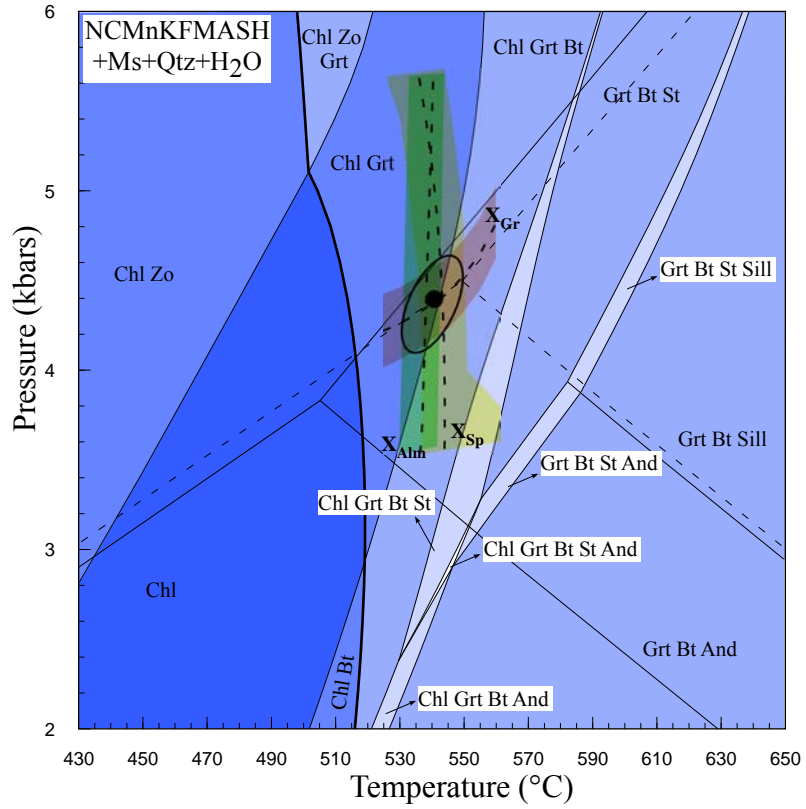 NCMnKFMASH
+Ms+Qtz+H₂O
Chl Zo
Grt
Chl Grt Bt
Grt Bt St
Chl Grt
X_Gr
Chl Zo
Grt Bt St Sill
X_Alm
X_Sp
Grt Bt Sill
Grt Bt St And
Chl Grt Bt St
Chl Grt Bt St And
Chl
Chl Bt
Grt Bt And
Chl Grt Bt And
6
5
4
3
2
Pressure (kbars)
430
450
470
490
510
530
550
570
590
610
630
650
Temperature (°C)